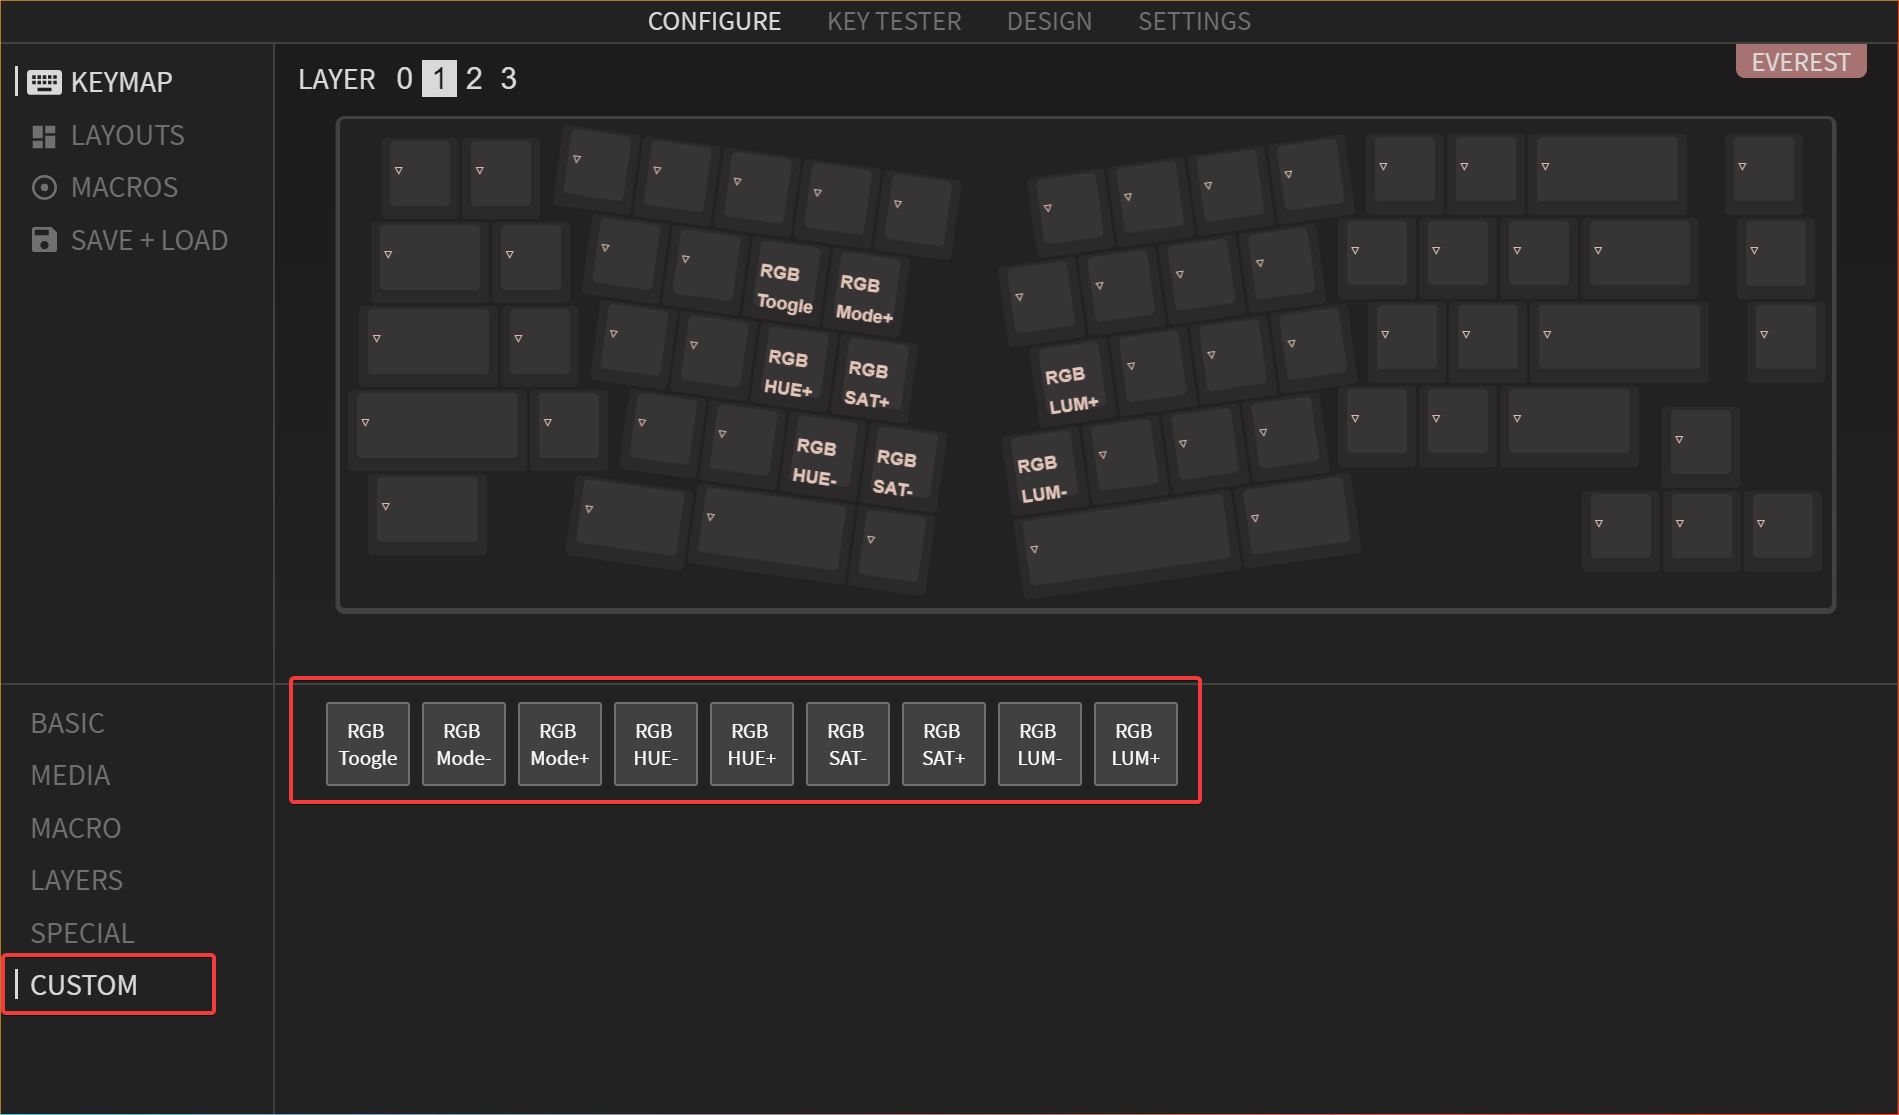 CONFIGURE KEY TESTER DESIGN SETTINGS
EVEREST
KEYMAP
LAYOUTS
MACROS
SAVE + LOAD
LAYER 0 1 2 3
RGB
Toogle
RGB
Mode+
RGB
HUE+
RGB
SAT+
RGB
LUM+
RGB
HUE-
RGB
SAT-
RGB
LUM-
BASIC
MEDIA
MACRO
LAYERS
SPECIAL
CUSTOM
RGB
Toogle
RGB
Mode-
RGB
Mode+
RGB
HUE-
RGB
HUE+
RGB
SAT-
RGB
SAT+
RGB
LUM-
RGB
LUM+